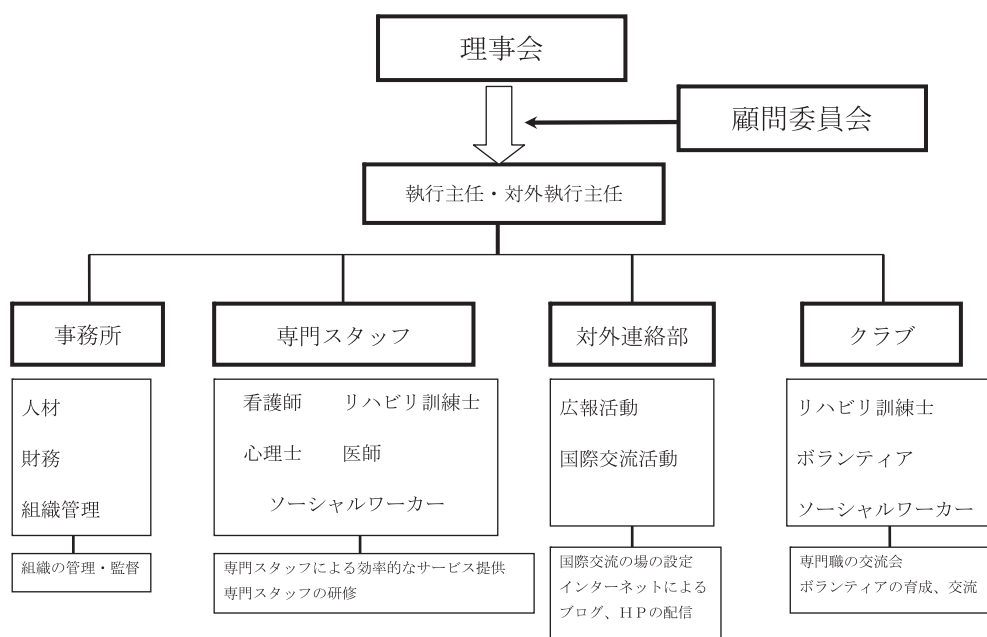 理事会
顧問委員会
執行主任・対外執行主任
事務所
専門スタッフ
対外連絡部
クラブ
人材
財務
組織管理
看護師 リハビリ訓練士
心理士 医師
ソーシャルワーカー
広報活動
国際交流活動
リハビリ訓練士
ボランティア
ソーシャルワーカー
組織の管理・監督
専門スタッフによる効率的なサービス提供
専門スタッフの研修
国際交流の場の設定
インターネットによる
ブログ、ＨＰの配信
専門職の交流会
ボランティアの育成、交流